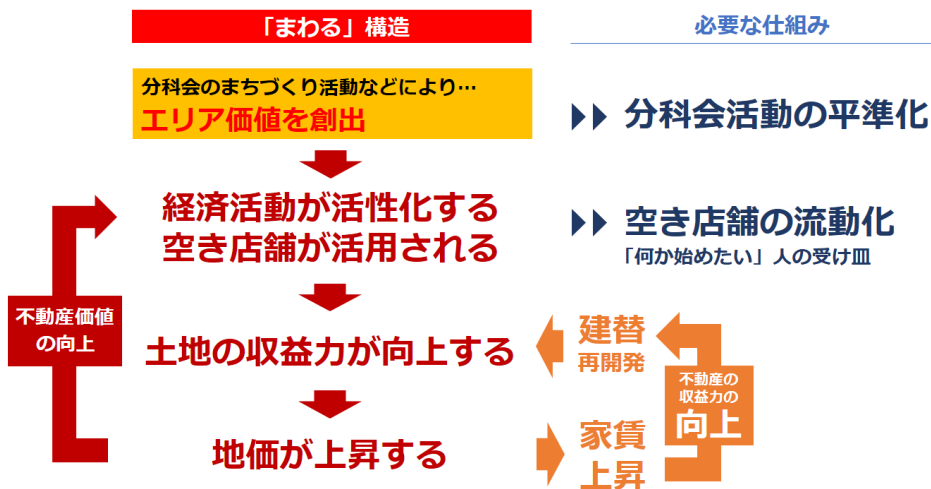 「まわる」構造
必要な仕組み
分科会のまちづくり活動などにより…
エリア価値を創出
分科会活動の平準化
経済活動が活性化する
空き店舗が活用される
空き店舗の流動化
「何か始めたい」人の受け皿
不動産価値
の向上
土地の収益力が向上する
建替
再開発
不動産の
収益力の
向上
地価が上昇する
家賃
上昇